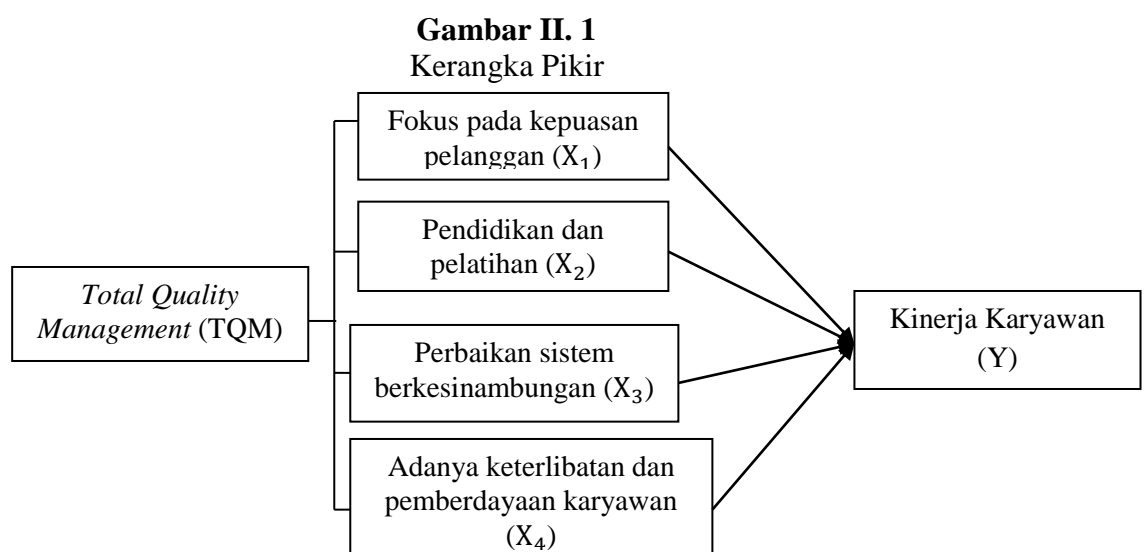 Gambar II. 1
Kerangka Pikir
Fokus pada kepuasan
pelanggan (X₁)
Pendidikan dan
pelatihan (X₂)
Total Quality
Management (TQM)
Perbaikan sistem
berkesinambungan (X₃)
Adanya keterlibatan dan
pemberdayaan karyawan
(X₄)
Kinerja Karyawan
(Y)